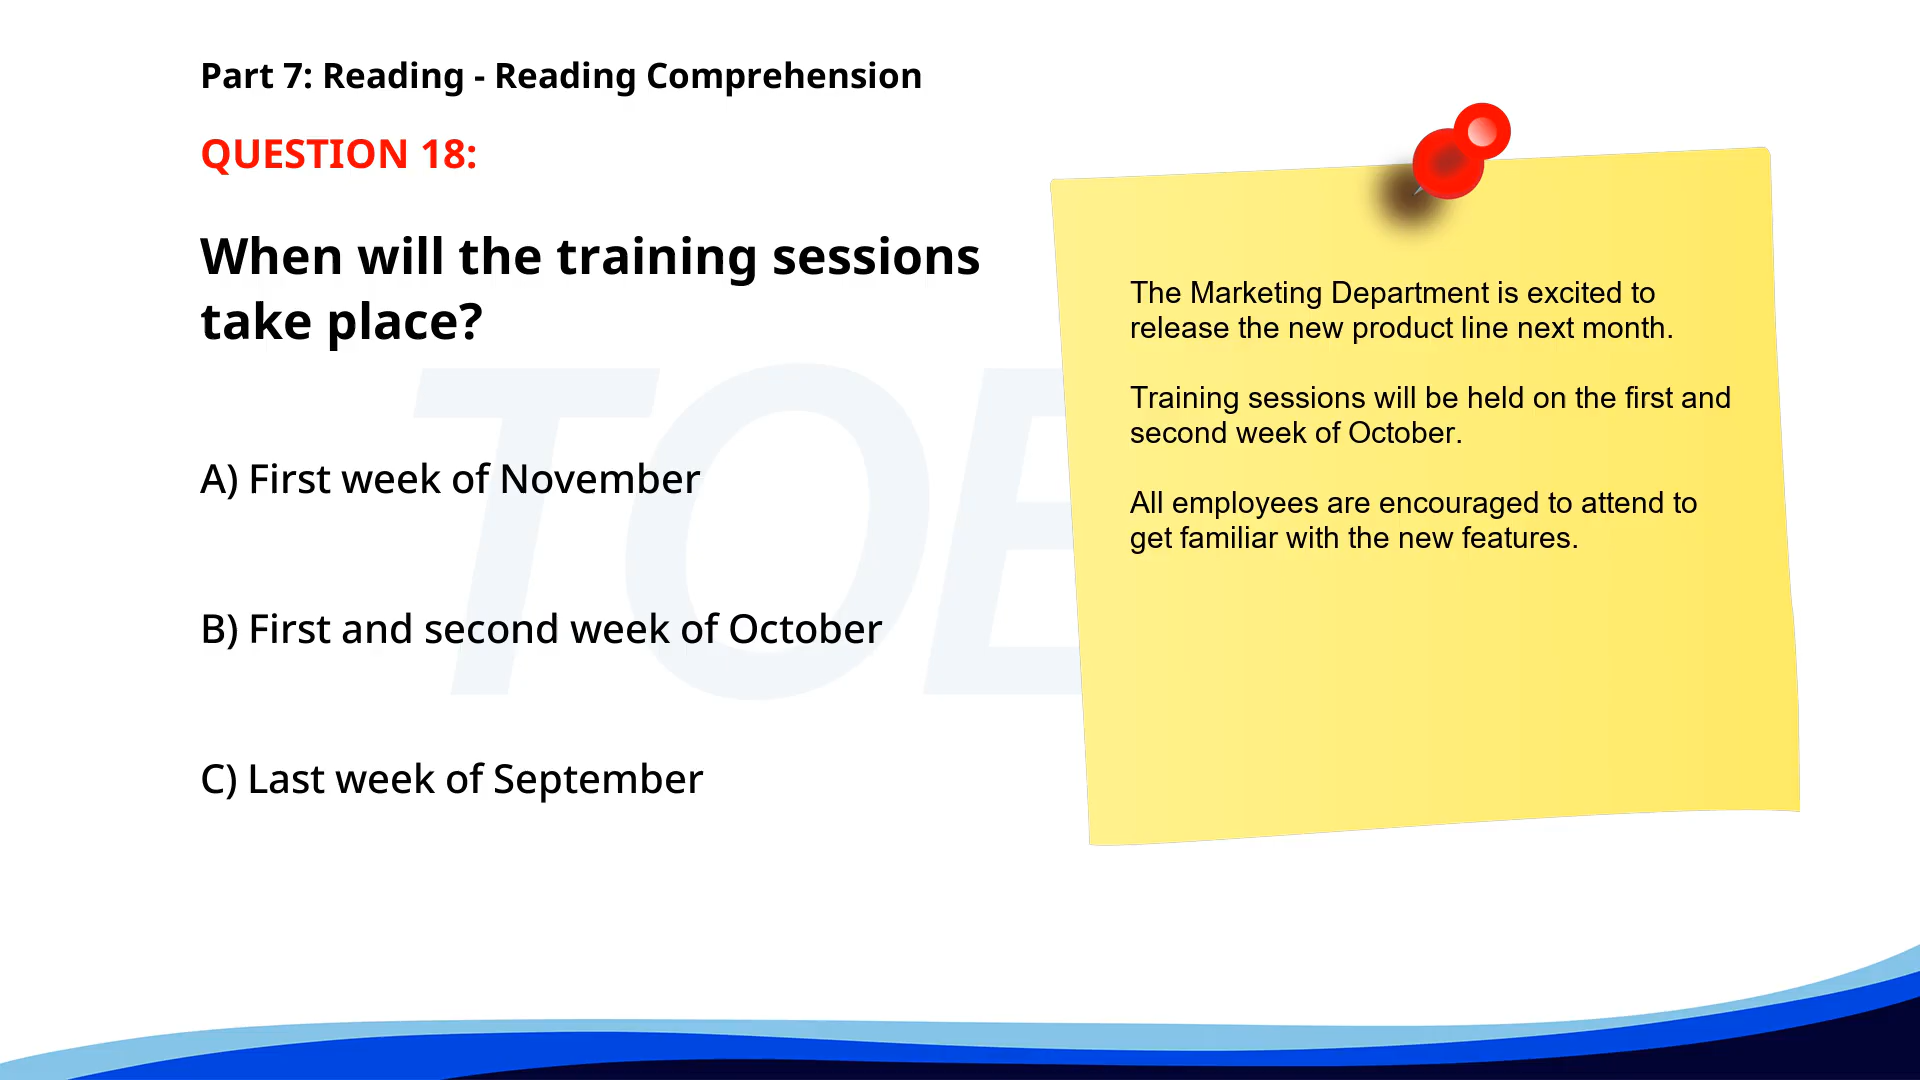 Part 7: Reading - Reading Comprehension
QUESTION 18:
When will the training sessions
take place?
A) First week of November
B) First and second week of October
C) Last week of September
The Marketing Department is excited to
release the new product line next month.
Training sessions will be held on the first and
second week of October.
All employees are encouraged to attend to
get familiar with the new features.
TOE